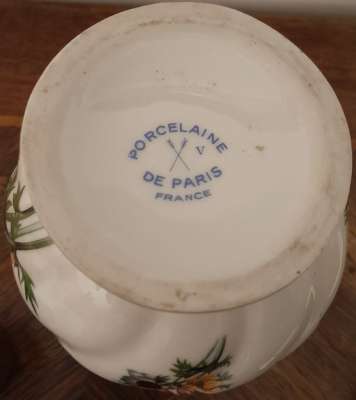 PORCELAINE
V
DE PARIS
FRANCE